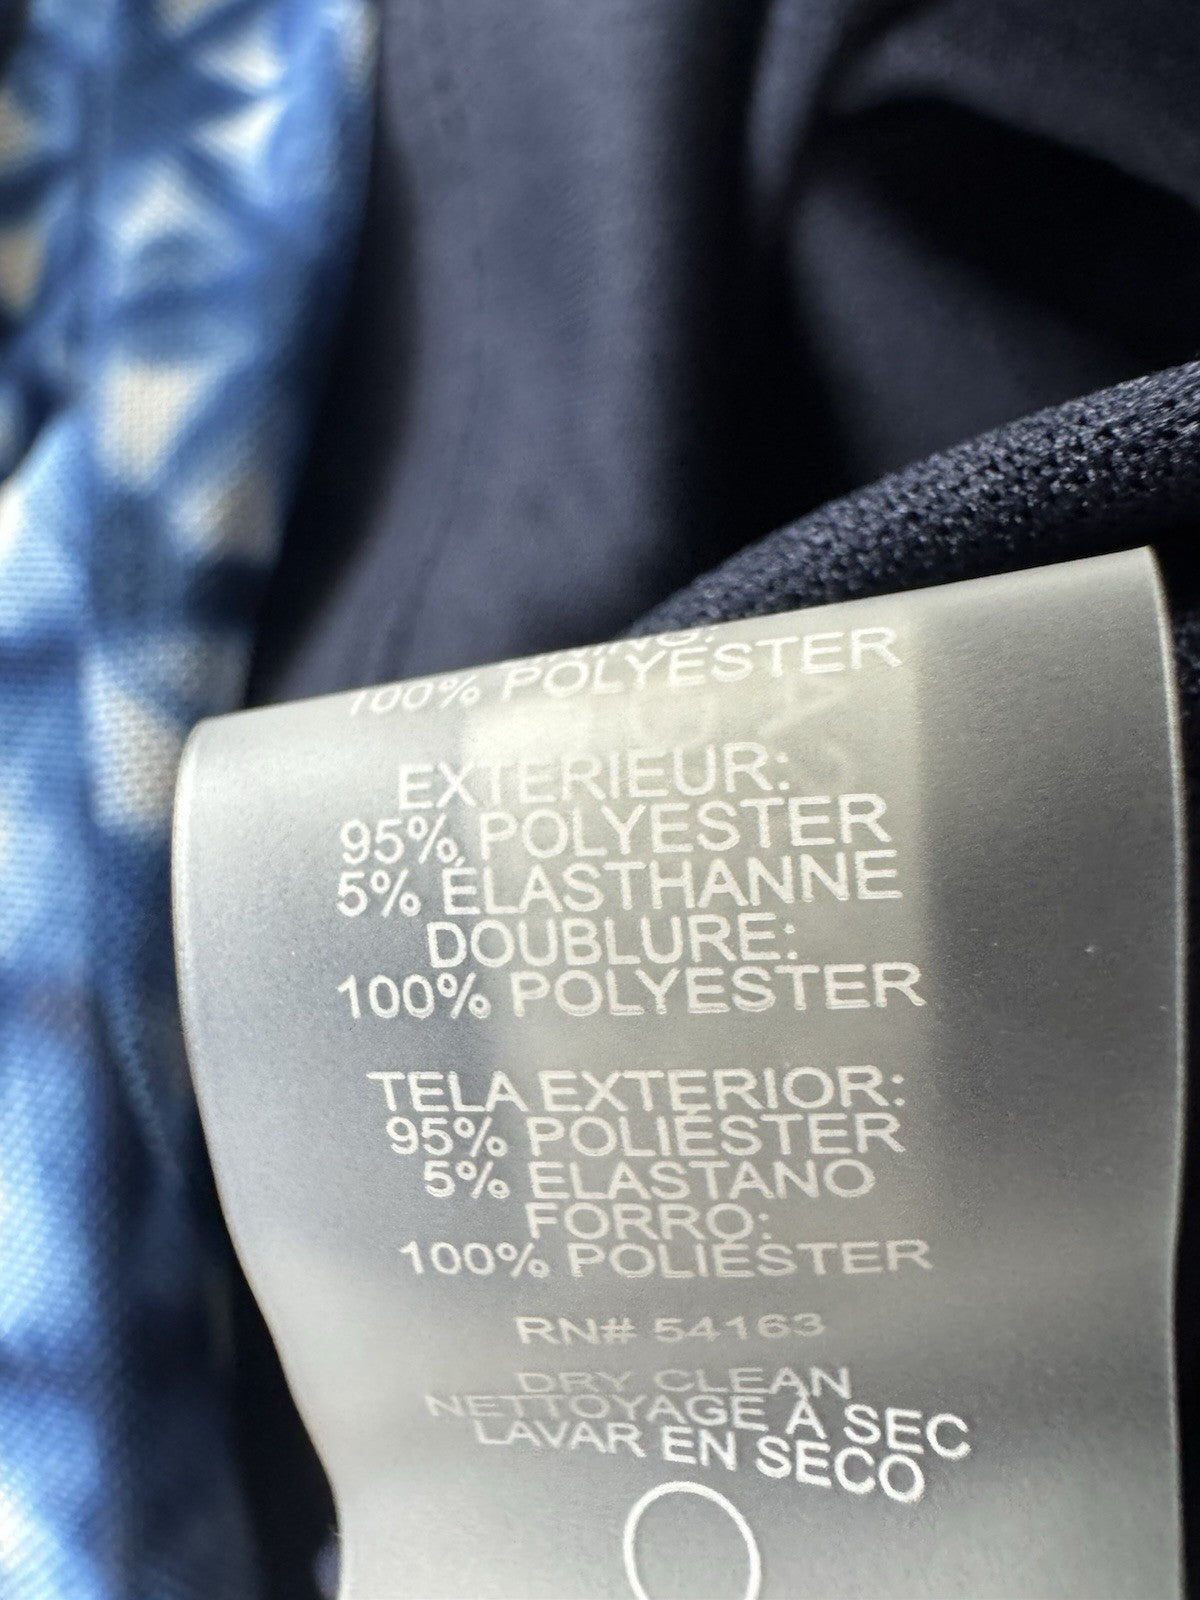 100% POLYESTER
EXTERIEUR:
95% POLYESTER
5% ÉLASTHANNE
DOUBLURE:
100% POLYESTER
TELA EXTERIOR:
95% POLIÉSTER
5% ELASTANO
FORRO:
100% POLIÉSTER
RN# 54163
DRY CLEAN
NETTOYAGE À SEC
LAVAR EN SECO